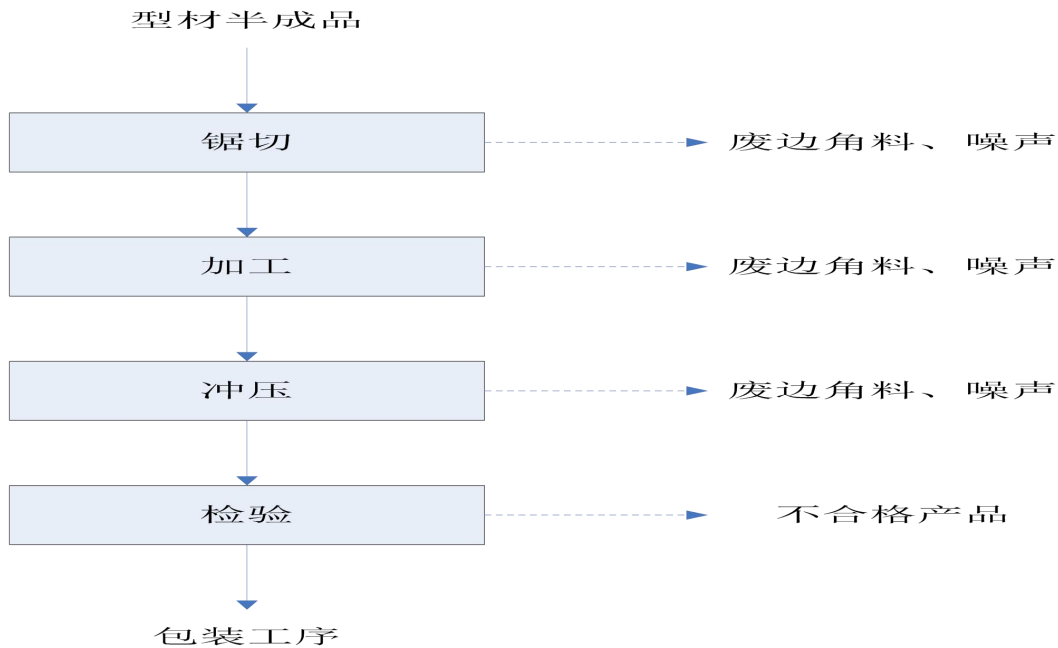 型材半成品
锯切
废边角料、噪声
加工
废边角料、噪声
冲压
废边角料、噪声
检验
不合格产品
包装工序